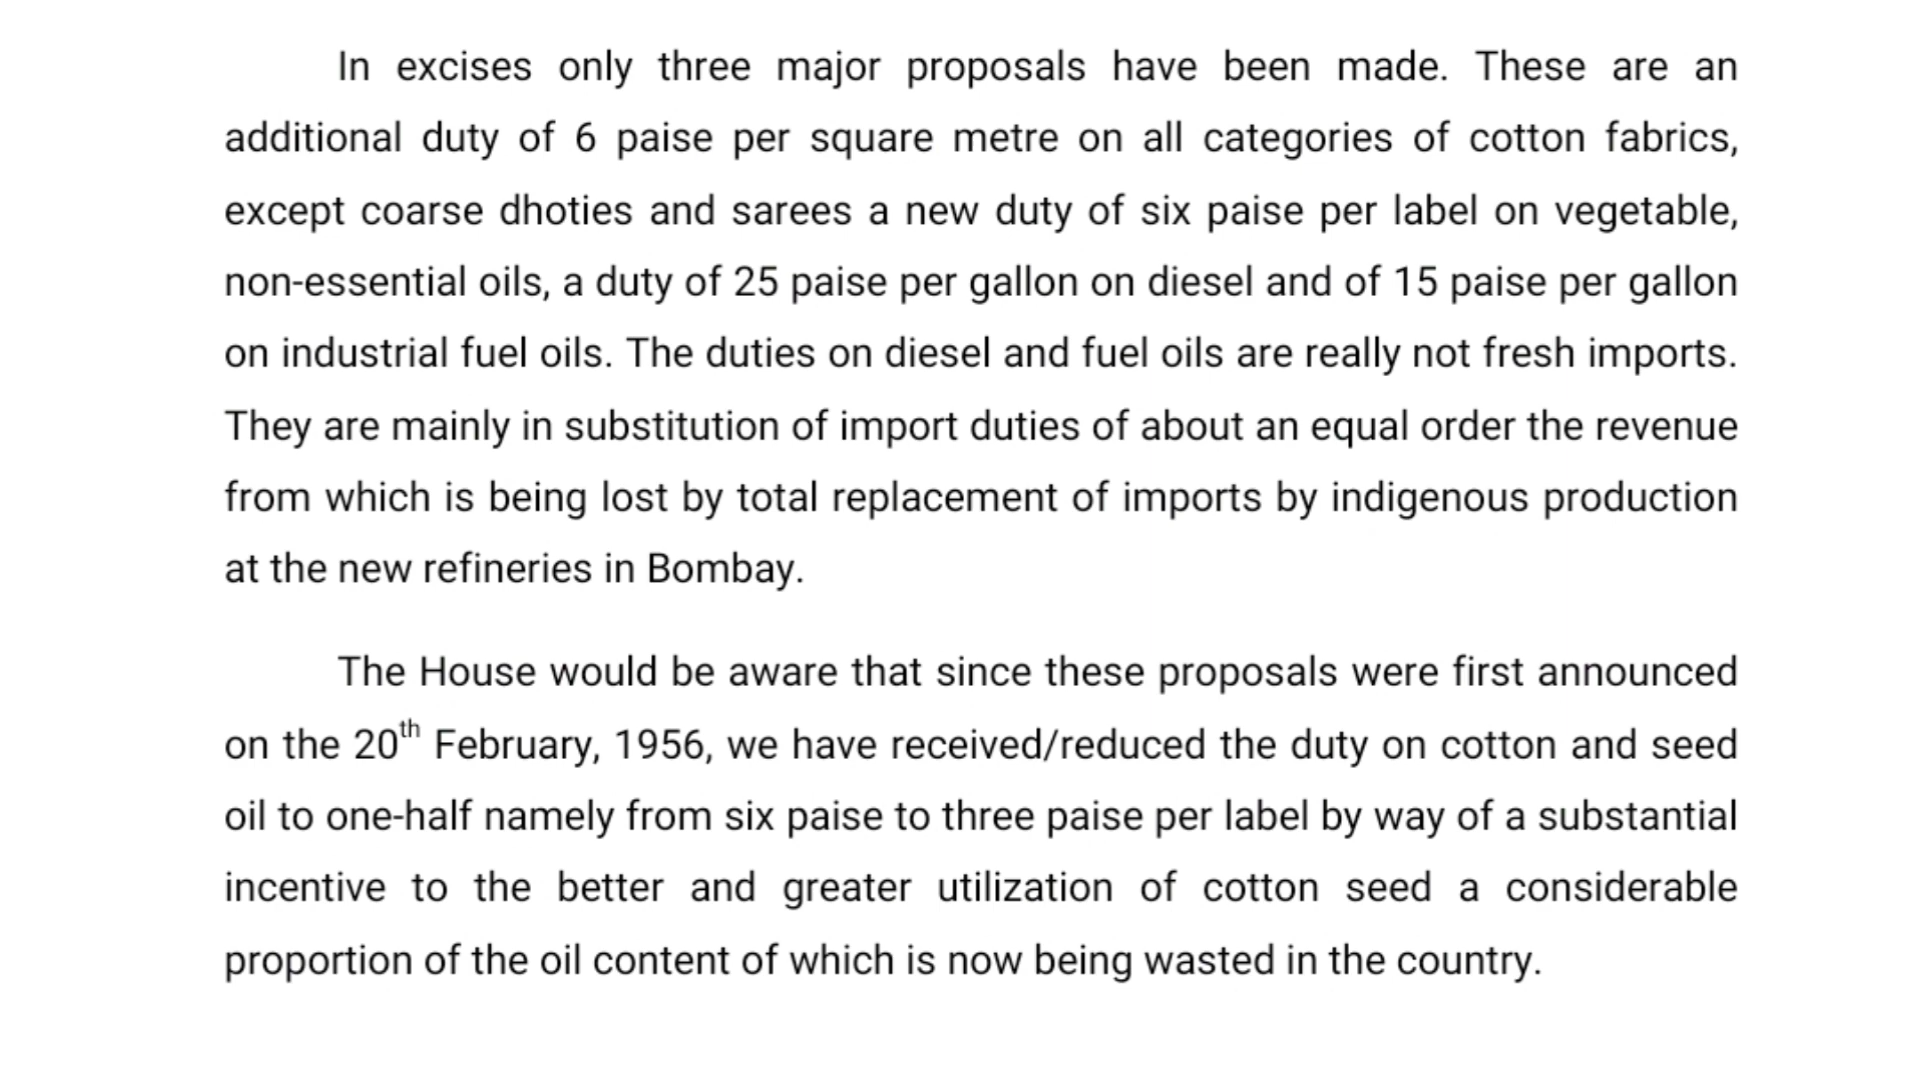 In excises only three major proposals have been made. These are an
additional duty of 6 paise per square metre on all categories of cotton fabrics,
except coarse dhoties and sarees a new duty of six paise per label on vegetable,
non-essential oils, a duty of 25 paise per gallon on diesel and of 15 paise per gallon
on industrial fuel oils. The duties on diesel and fuel oils are really not fresh imports.
They are mainly in substitution of import duties of about an equal order the revenue
from which is being lost by total replacement of imports by indigenous production
at the new refineries in Bombay.
The House would be aware that since these proposals were first announced
on the 20th February, 1956, we have received/reduced the duty on cotton and seed
oil to one-half namely from six paise to three paise per label by way of a substantial
incentive to the better and greater utilization of cotton seed a considerable
proportion of the oil content of which is now being wasted in the country.